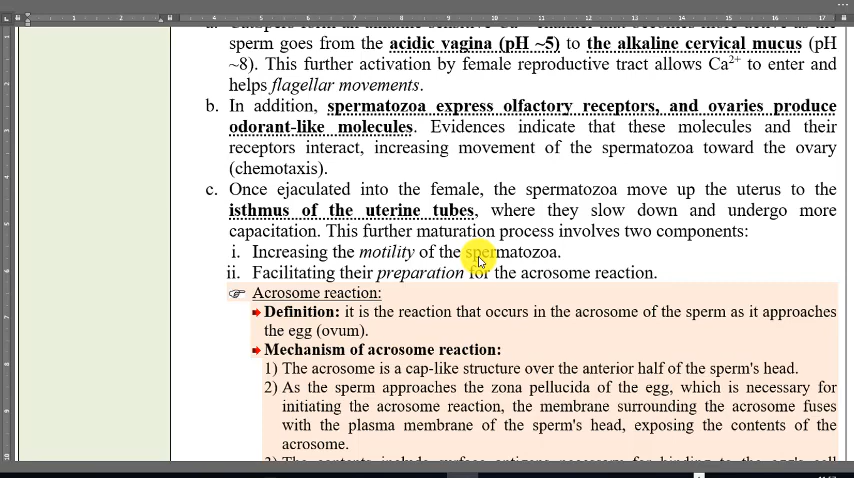 sperm goes from the acidic vagina (pH ~5) to the alkaline cervical mucus (pH
~8). This further activation by female reproductive tract allows Ca²⁺ to enter and
helps flagellar movements.
b. In addition, spermatozoa express olfactory receptors, and ovaries produce
odorant-like molecules. Evidences indicate that these molecules and their
receptors interact, increasing movement of the spermatozoa toward the ovary
(chemotaxis).
c. Once ejaculated into the female, the spermatozoa move up the uterus to the
isthmus of the uterine tubes, where they slow down and undergo more
capacitation. This further maturation process involves two components:
i. Increasing the motility of the spermatozoa.
ii. Facilitating their preparation for the acrosome reaction.
☞ Acrosome reaction:
Definition: it is the reaction that occurs in the acrosome of the sperm as it approaches
the egg (ovum).
Mechanism of acrosome reaction:
1) The acrosome is a cap-like structure over the anterior half of the sperm's head.
2) As the sperm approaches the zona pellucida of the egg, which is necessary for
initiating the acrosome reaction, the membrane surrounding the acrosome fuses
with the plasma membrane of the sperm's head, exposing the contents of the
acrosome.